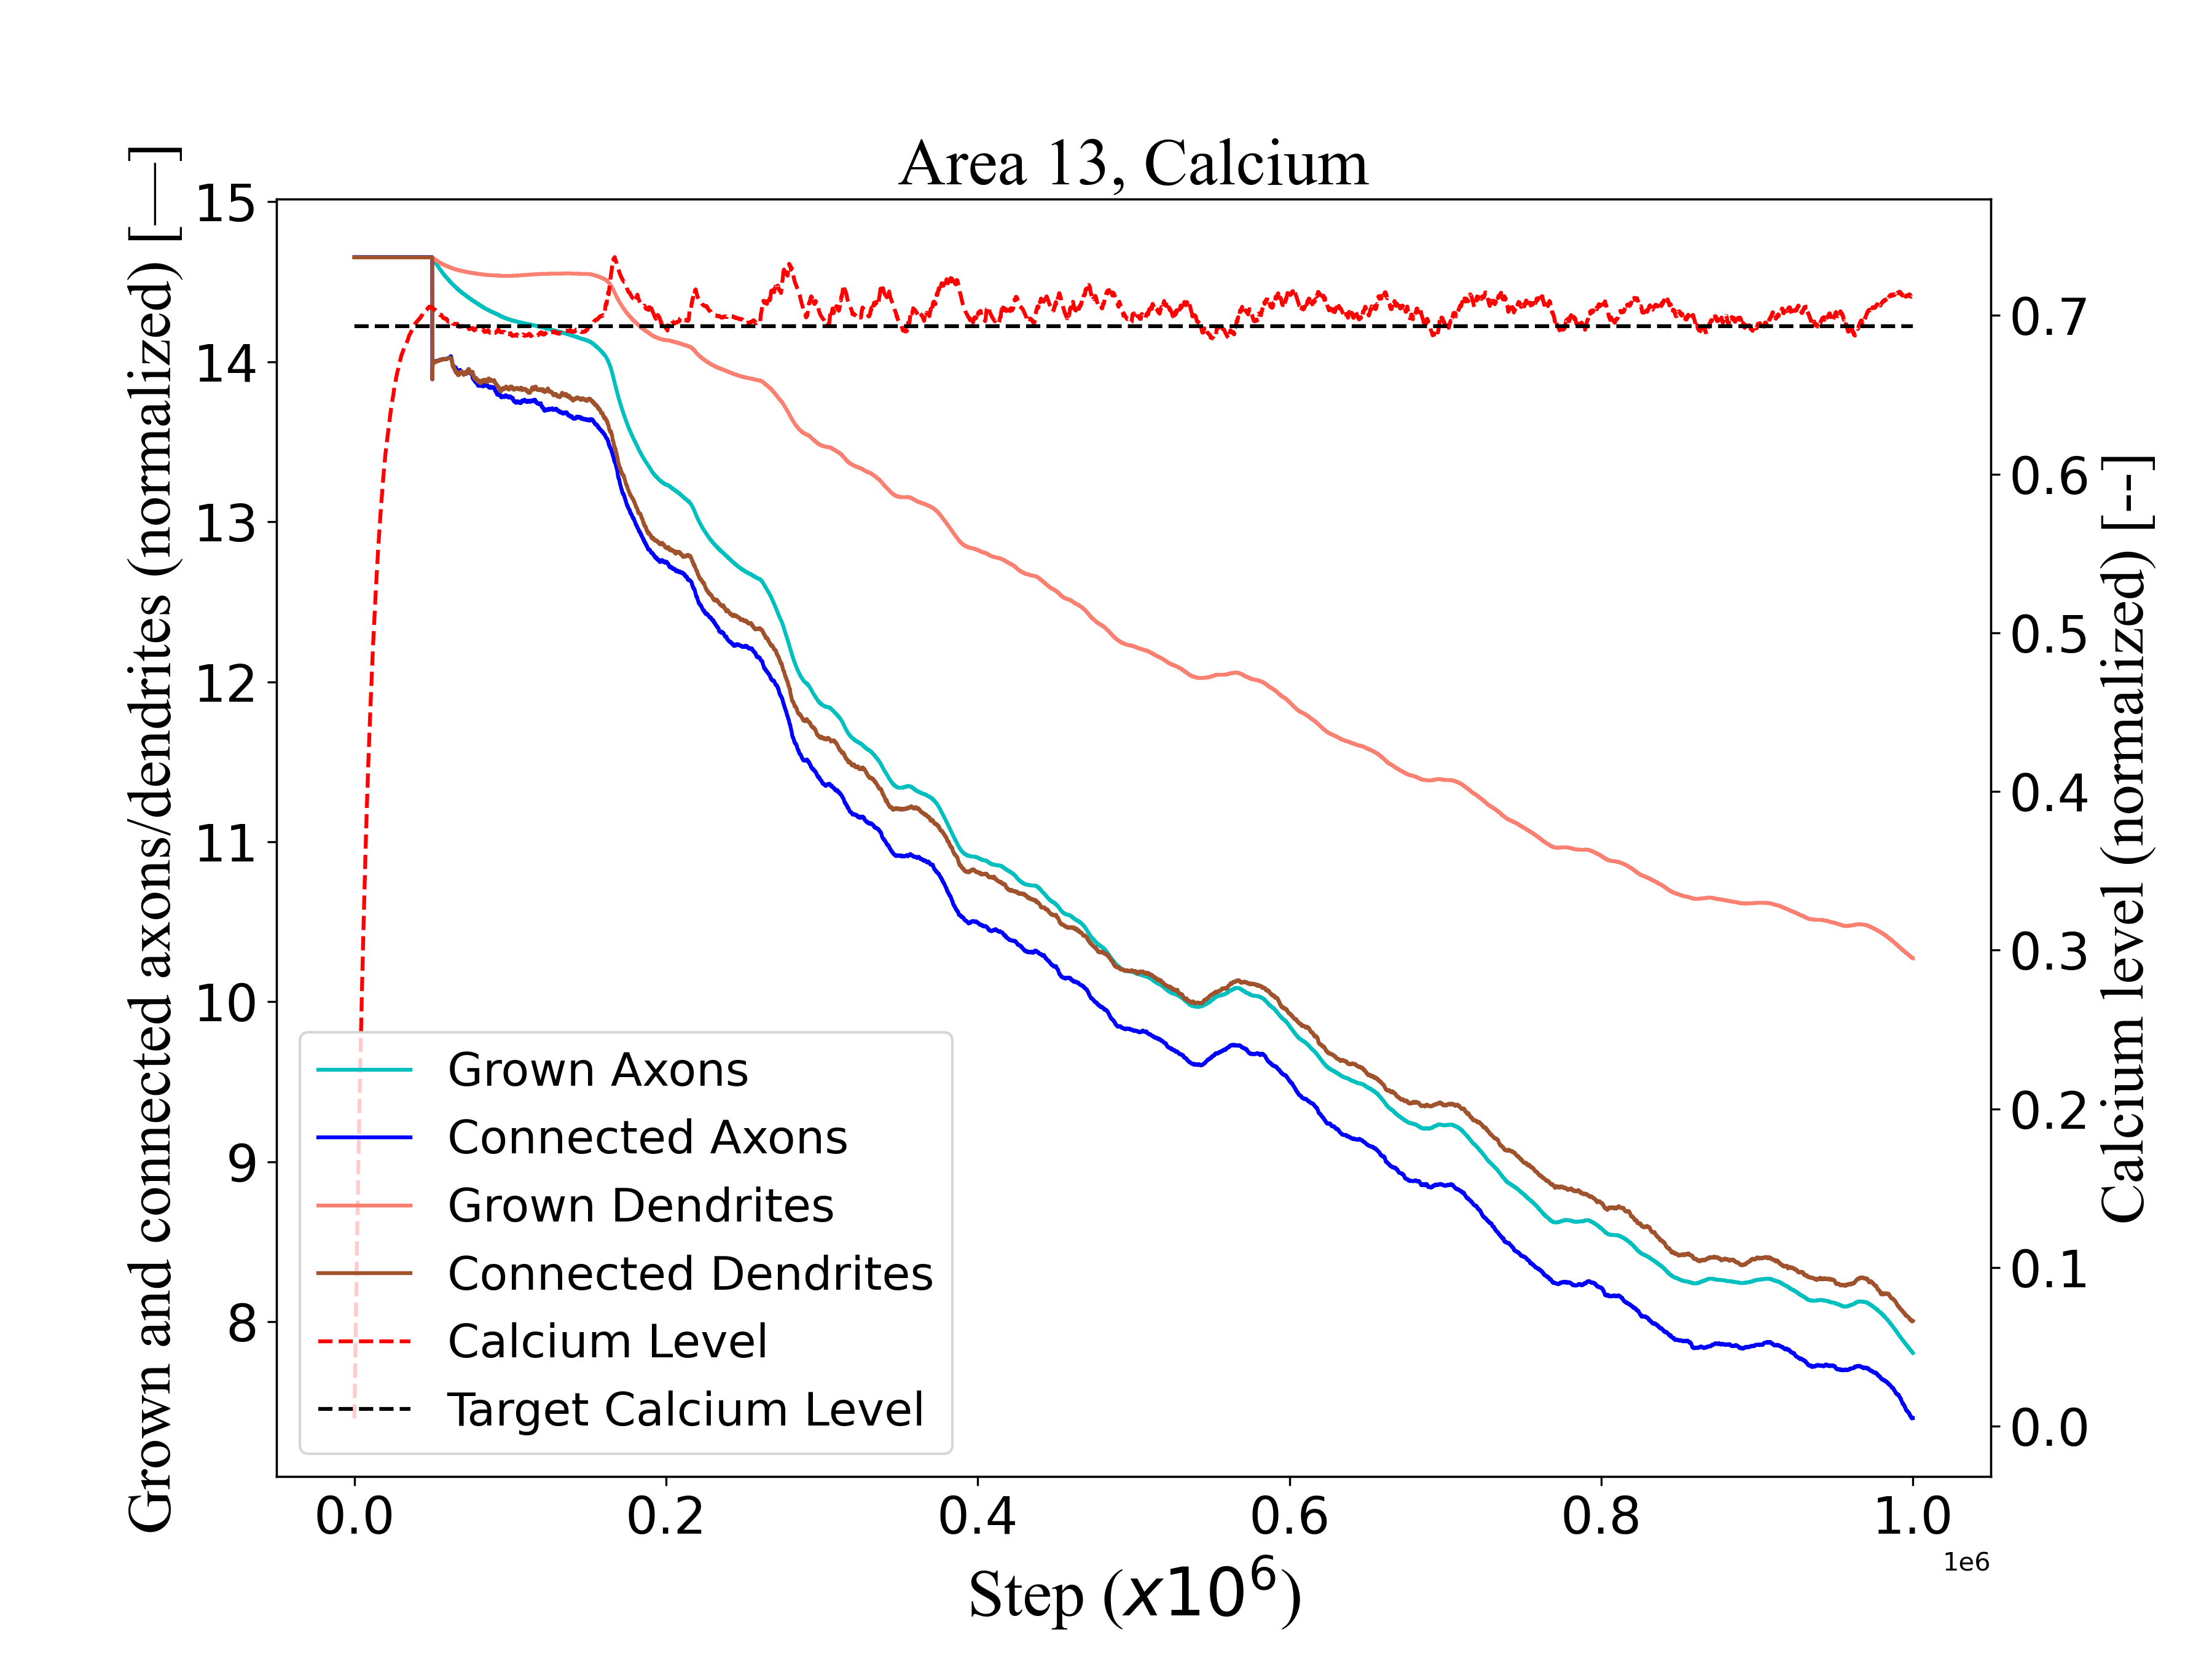 Area 13, Calcium
Grown and connected axons/dendrites (normalized) [—]
15
14
13
12
11
10
9
8
Grown Axons
Connected Axons
Grown Dendrites
Connected Dendrites
Calcium Level
Target Calcium Level
0.7
0.6
0.5
0.4
0.3
0.2
0.1
0.0
Calcium level (normalized) [--]
0.0 0.2 0.4 0.6 0.8 1.0
1e6
Step (x10⁶)